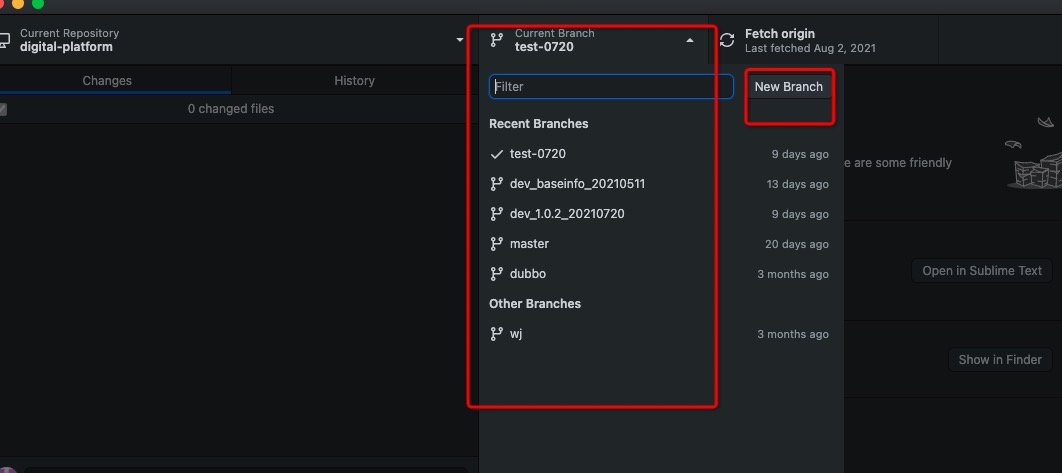 Current Repository
digital-platform
Current Branch
test-0720
Fetch origin
Last fetched Aug 2, 2021
Changes
History
0 changed files
Filter
New Branch
Recent Branches
test-0720
9 days ago
dev_baseinfo_20210511
13 days ago
dev_1.0.2_20210720
9 days ago
master
20 days ago
dubbo
3 months ago
Other Branches
wj
3 months ago
e are some friendly
Open in Sublime Text
Show in Finder